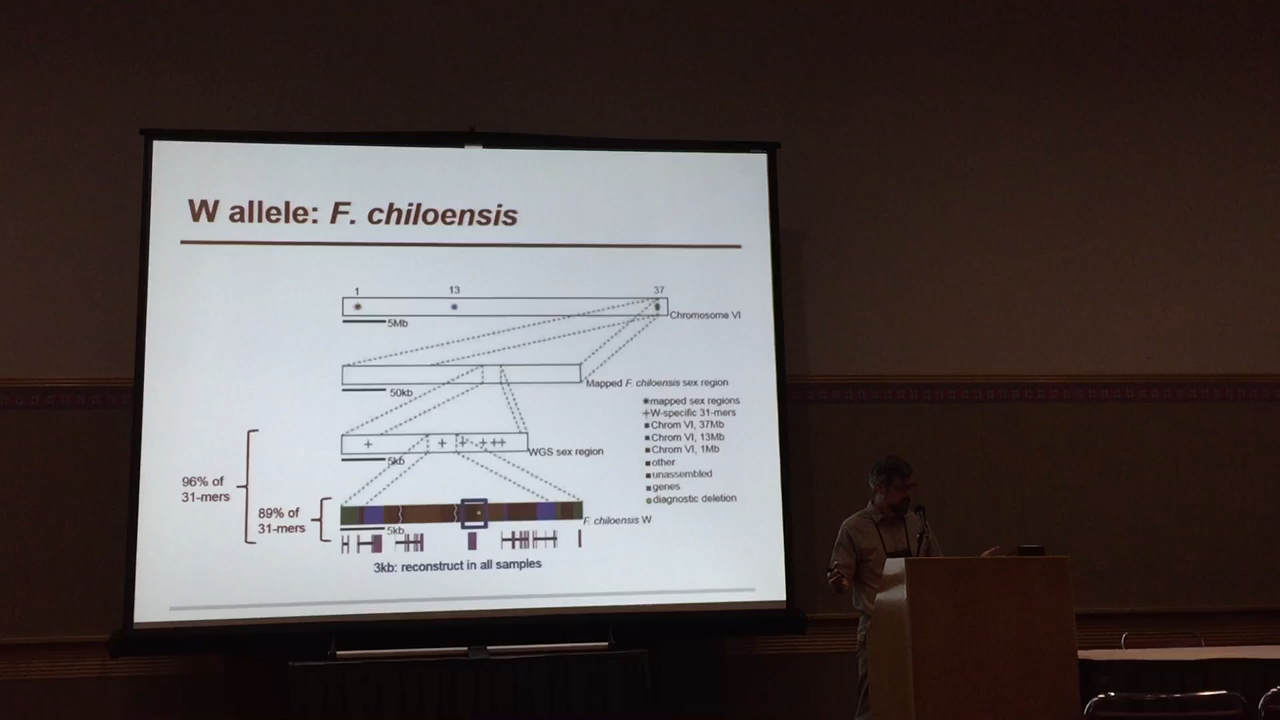 W allele: F. chiloensis
1 13 37
Chromosome VI
5Mb
Mapped F. chiloensis sex region
50kb
mapped sex regions
W-specific 31-mers
Chrom VI, 37Mb
Chrom VI, 13Mb
Chrom VI, 1Mb
other
unassembled
genes
diagnostic deletion
WGS sex region
5kb
96% of
31-mers
89% of
31-mers
F. chiloensis W
5kb
3kb: reconstruct in all samples